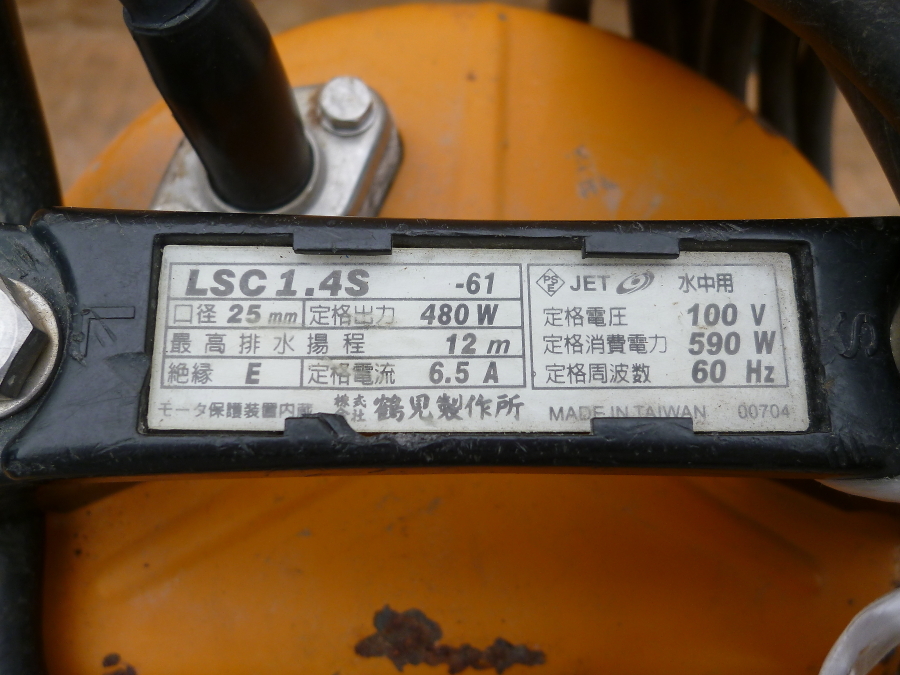 LSC1.4S -61
口径 25 mm 定格出力 480 W
最高排水揚程 12 m
絶縁 E 定格電流 6.5 A
モータ保護装置内蔵 株式会社 鶴見製作所
PSE JET 水中用
定格電圧 100 V
定格消費電力 590 W
定格周波数 60 Hz
MADE IN TAIWAN 00704